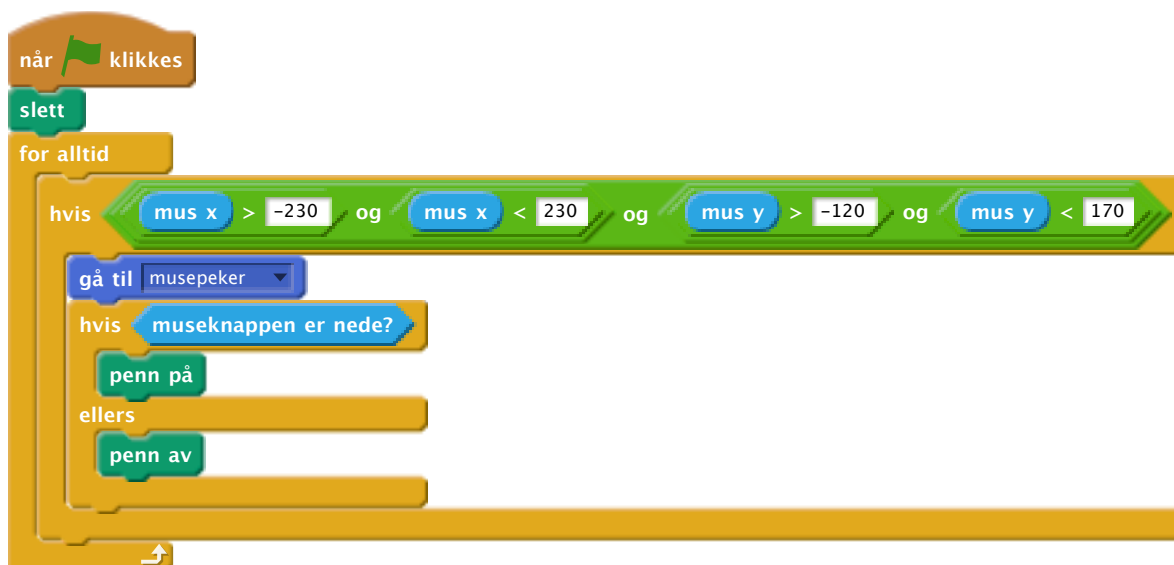 når klikkes
slett
for alltid
hvis mus x > -230 og mus x < 230 og mus y > -120 og mus y < 170
gå til musepeker
hvis museknappen er nede?
penn på
ellers
penn av